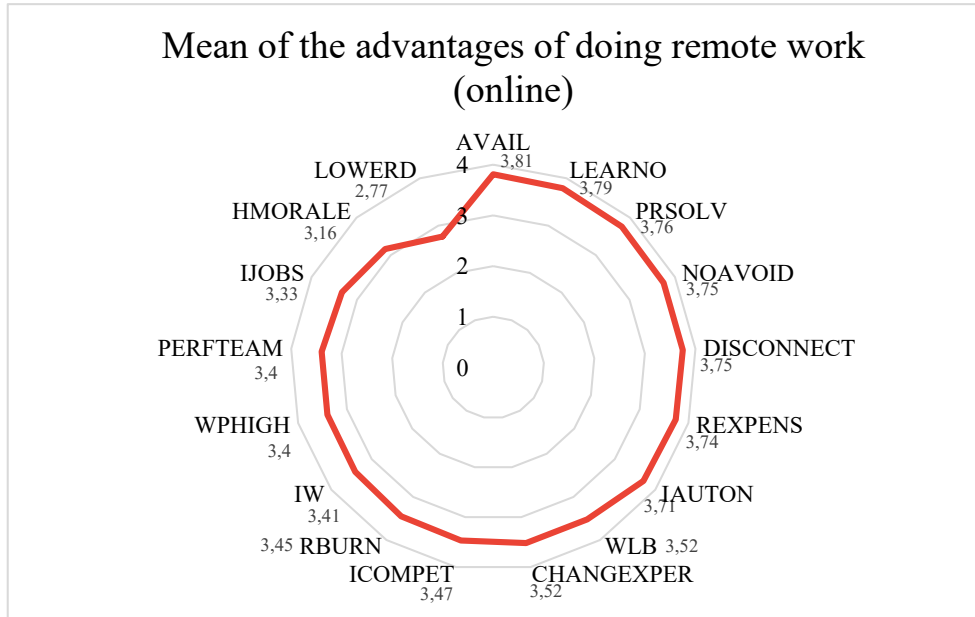 Mean of the advantages of doing remote work
(online)
AVAIL
3,81
LEARNO
3,79
PRSOLV
3,76
NOAVOID
3,75
DISCONNECT
3,75
REXPENS
3,74
IAUTON
3,71
WLB 3,52
CHANGEXPER
3,52
ICOMPET
3,47
3,45 RBURN
IW
3,41
WPHIGH
3,4
PERFTEAM
3,4
IJOBS
3,33
HMORALE
3,16
LOWERD
2,77
4
3
2
1
0